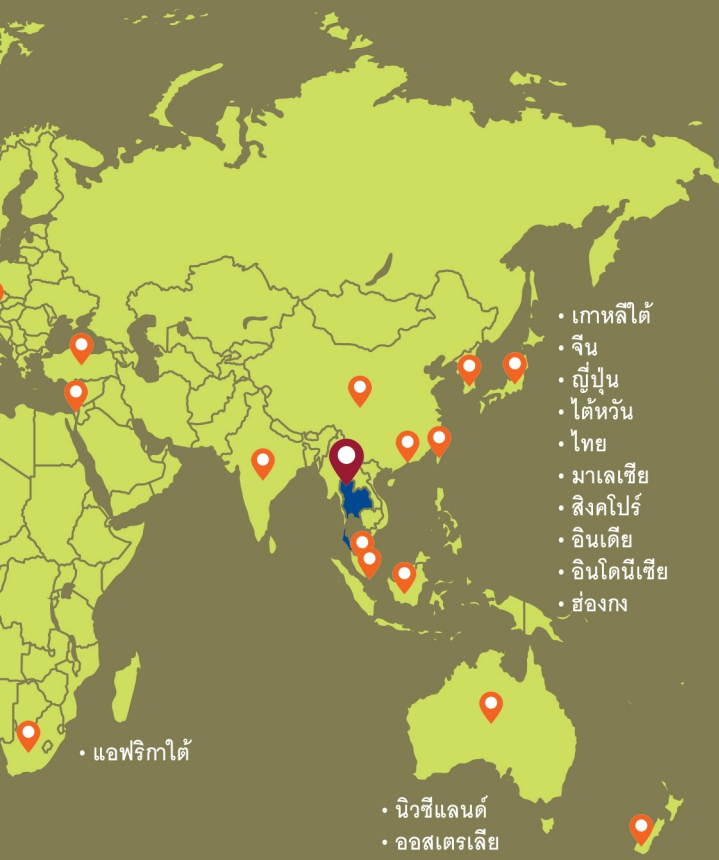 • เกาหลีใต้
• จีน
• ญี่ปุ่น
• ไต้หวัน
• ไทย
• มาเลเซีย
• สิงคโปร์
• อินเดีย
• อินโดนีเซีย
• ฮ่องกง
• แอฟริกาใต้
• นิวซีแลนด์
• ออสเตรเลีย